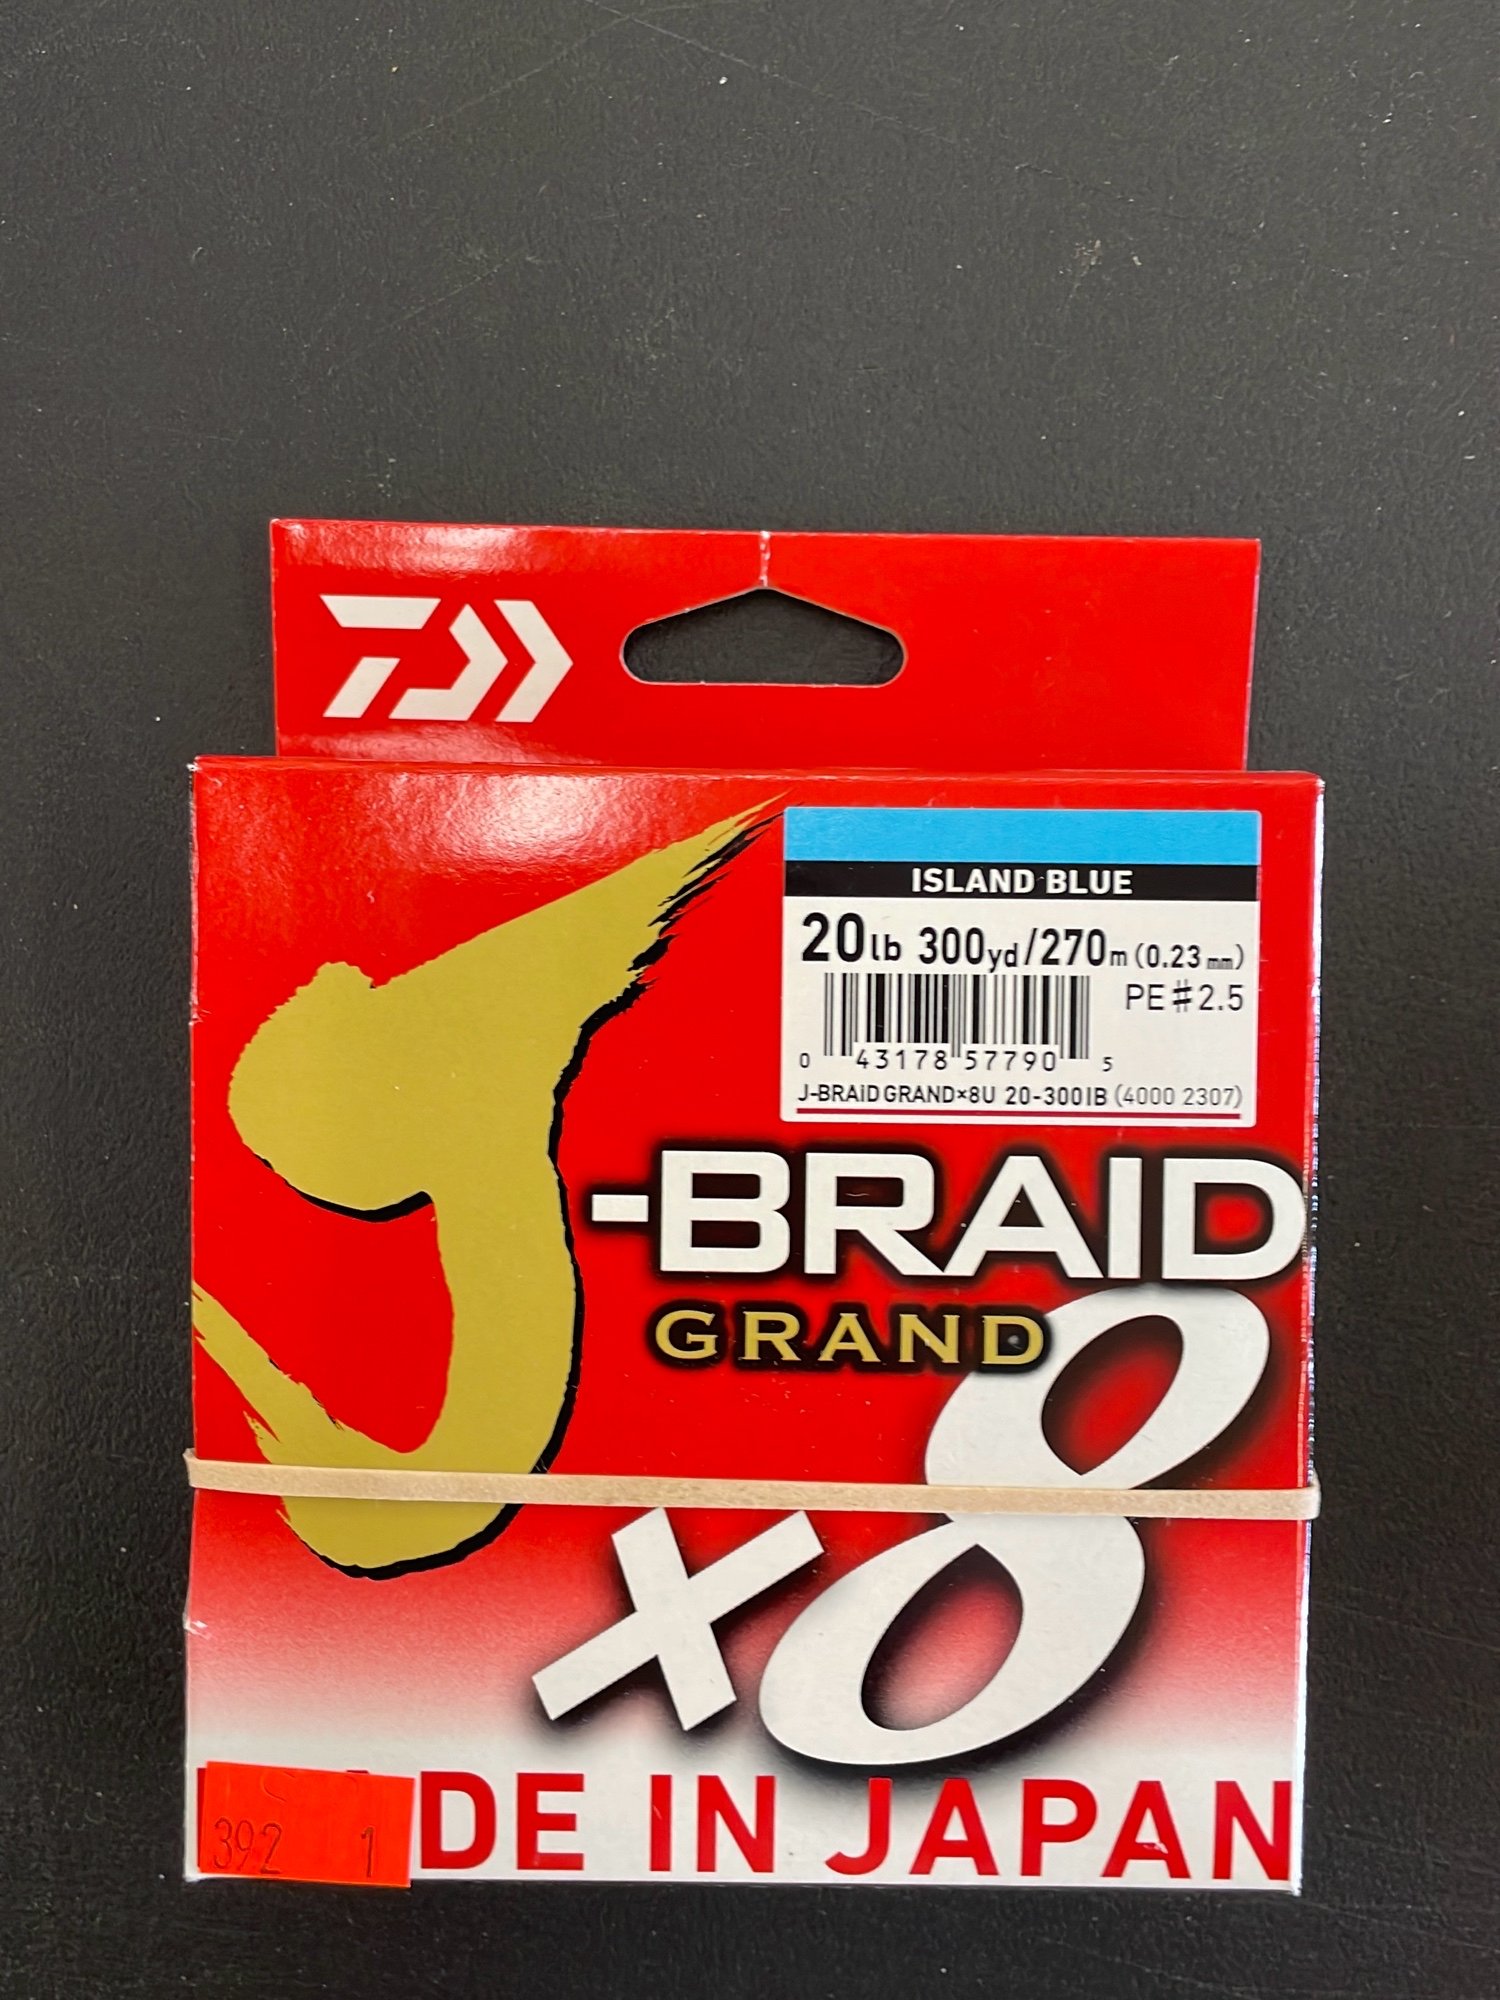 ISLAND BLUE
20lb 300yd/270m (0.23mm)
PE#2.5
0 43178 57790 5
J-BRAiD GRAND×8U 20-300IB (4000 2307)
J-BRAID
GRAND
×8
MADE IN JAPAN
392 1